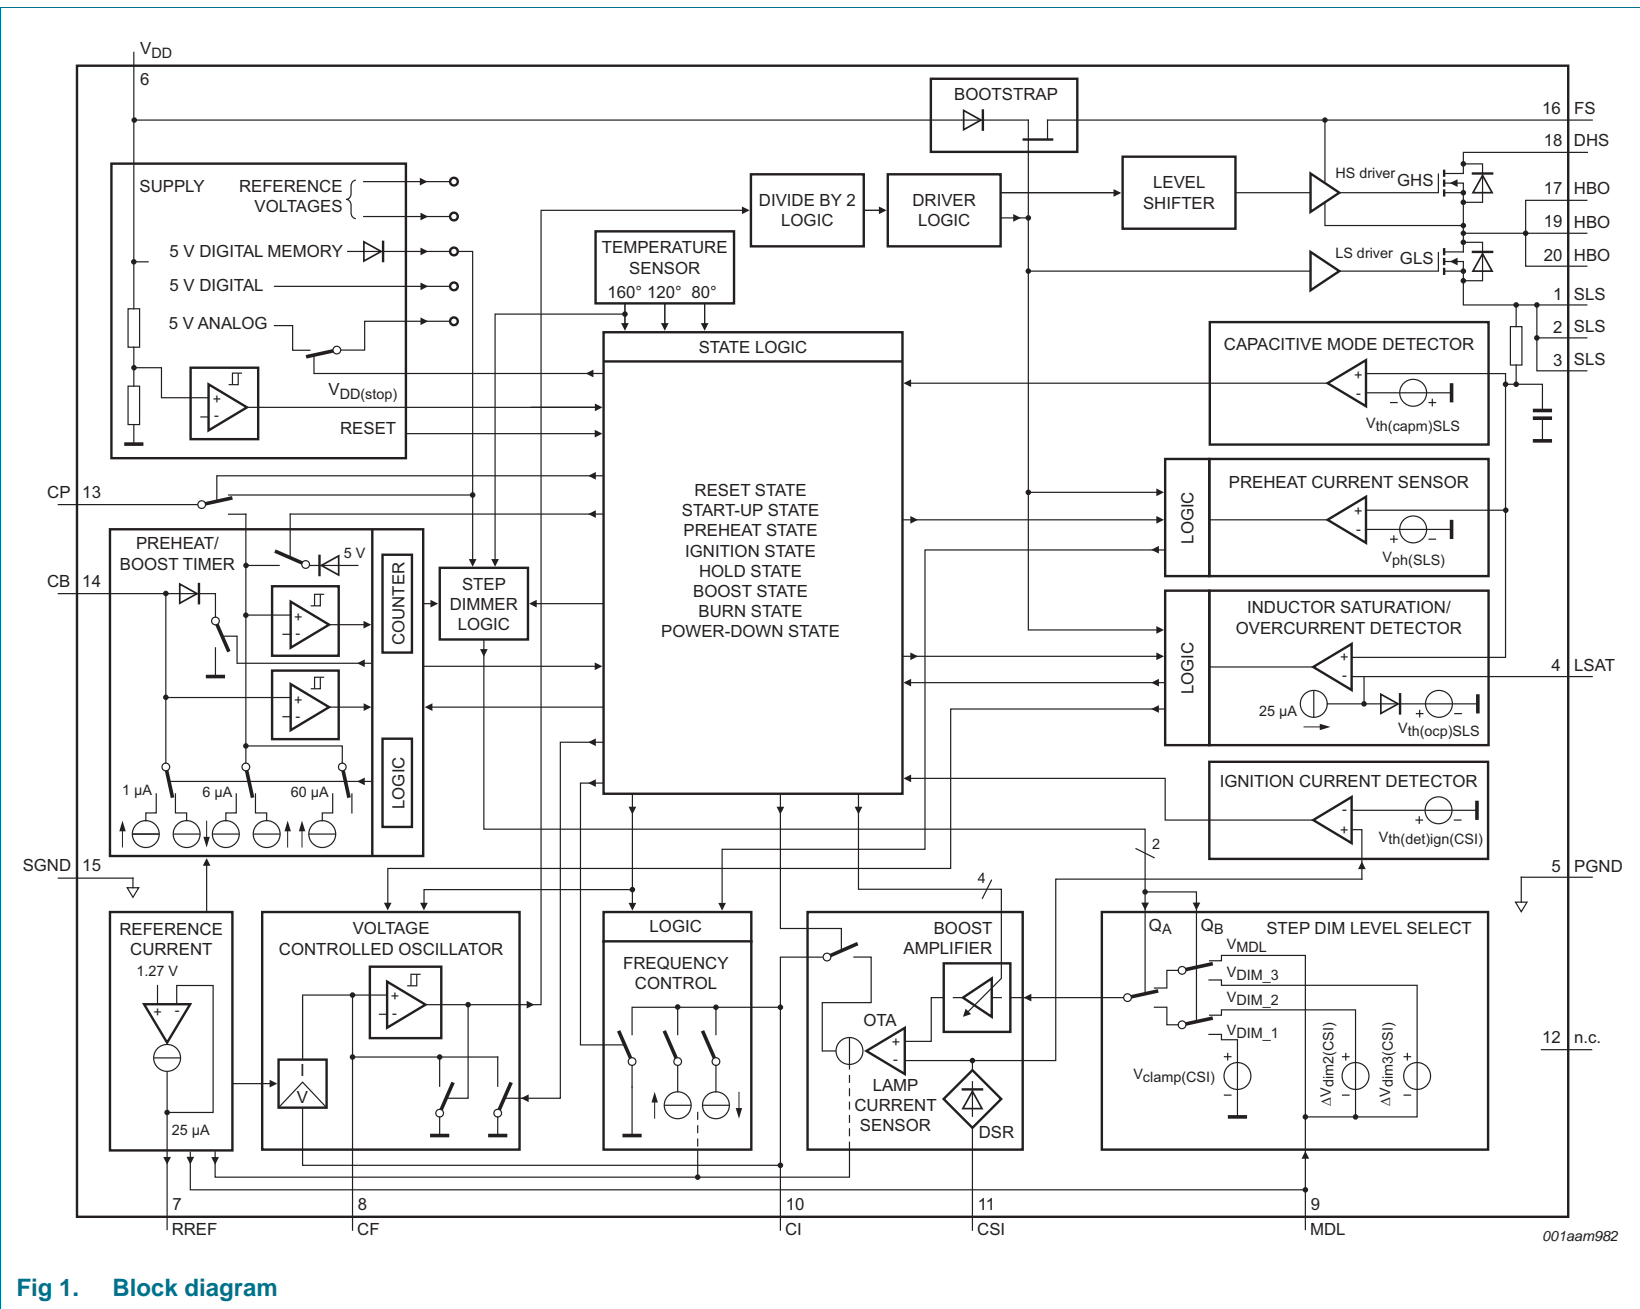 VDD
6
BOOTSTRAP
16 FS
18 DHS
17 HBO
19 HBO
20 HBO
1 SLS
2 SLS
3 SLS
SUPPLY
REFERENCE
VOLTAGES
5 V DIGITAL MEMORY
5 V DIGITAL
5 V ANALOG
VDD(stop)
RESET
+
-
TEMPERATURE
SENSOR
160° 120° 80°
DIVIDE BY 2
LOGIC
DRIVER
LOGIC
LEVEL
SHIFTER
HS driver
GHS
LS driver
GLS
STATE LOGIC
RESET STATE
START-UP STATE
PREHEAT STATE
IGNITION STATE
HOLD STATE
BOOST STATE
BURN STATE
POWER-DOWN STATE
CAPACITIVE MODE DETECTOR
+
-
− +
Vth(capm)SLS
LOGIC
PREHEAT CURRENT SENSOR
+
-
+ −
Vph(SLS)
LOGIC
INDUCTOR SATURATION/
OVERCURRENT DETECTOR
+
-
25 μA
+ −
Vth(ocp)SLS
4 LSAT
IGNITION CURRENT DETECTOR
-
+
+ −
Vth(det)ign(CSI)
5 PGND
12 n.c.
CP 13
CB 14
SGND 15
PREHEAT/
BOOST TIMER
5 V
+
-
+
-
1 μA
6 μA
60 μA
COUNTER
LOGIC
STEP
DIMMER
LOGIC
REFERENCE
CURRENT
1.27 V
+ -
25 μA
VOLTAGE
CONTROLLED OSCILLATOR
+
-
I
V
LOGIC
FREQUENCY
CONTROL
4
2
BOOST
AMPLIFIER
OTA
+
-
LAMP
CURRENT
SENSOR
DSR
QA
QB
STEP DIM LEVEL SELECT
VMDL
VDIM_3
VDIM_2
VDIM_1
Vclamp(CSI)
+
−
ΔVdim2(CSI)
+
−
ΔVdim3(CSI)
+
−
7
RREF
8
CF
10
CI
11
CSI
9
MDL
001aam982
Fig 1. Block diagram